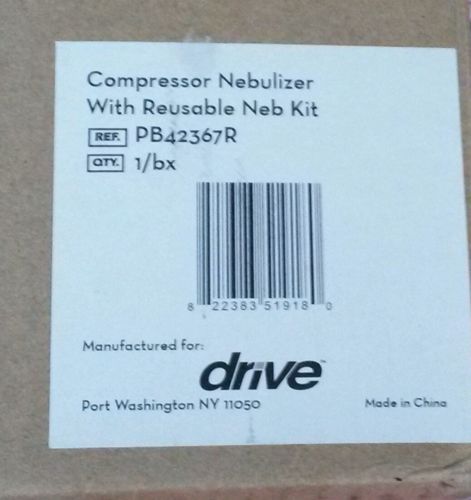 Compressor Nebulizer
With Reusable Neb Kit
REF. PB42367R
QTY. 1/bx
8 22383 51918 0
Manufactured for:
drive™
Port Washington NY 11050 Made in China